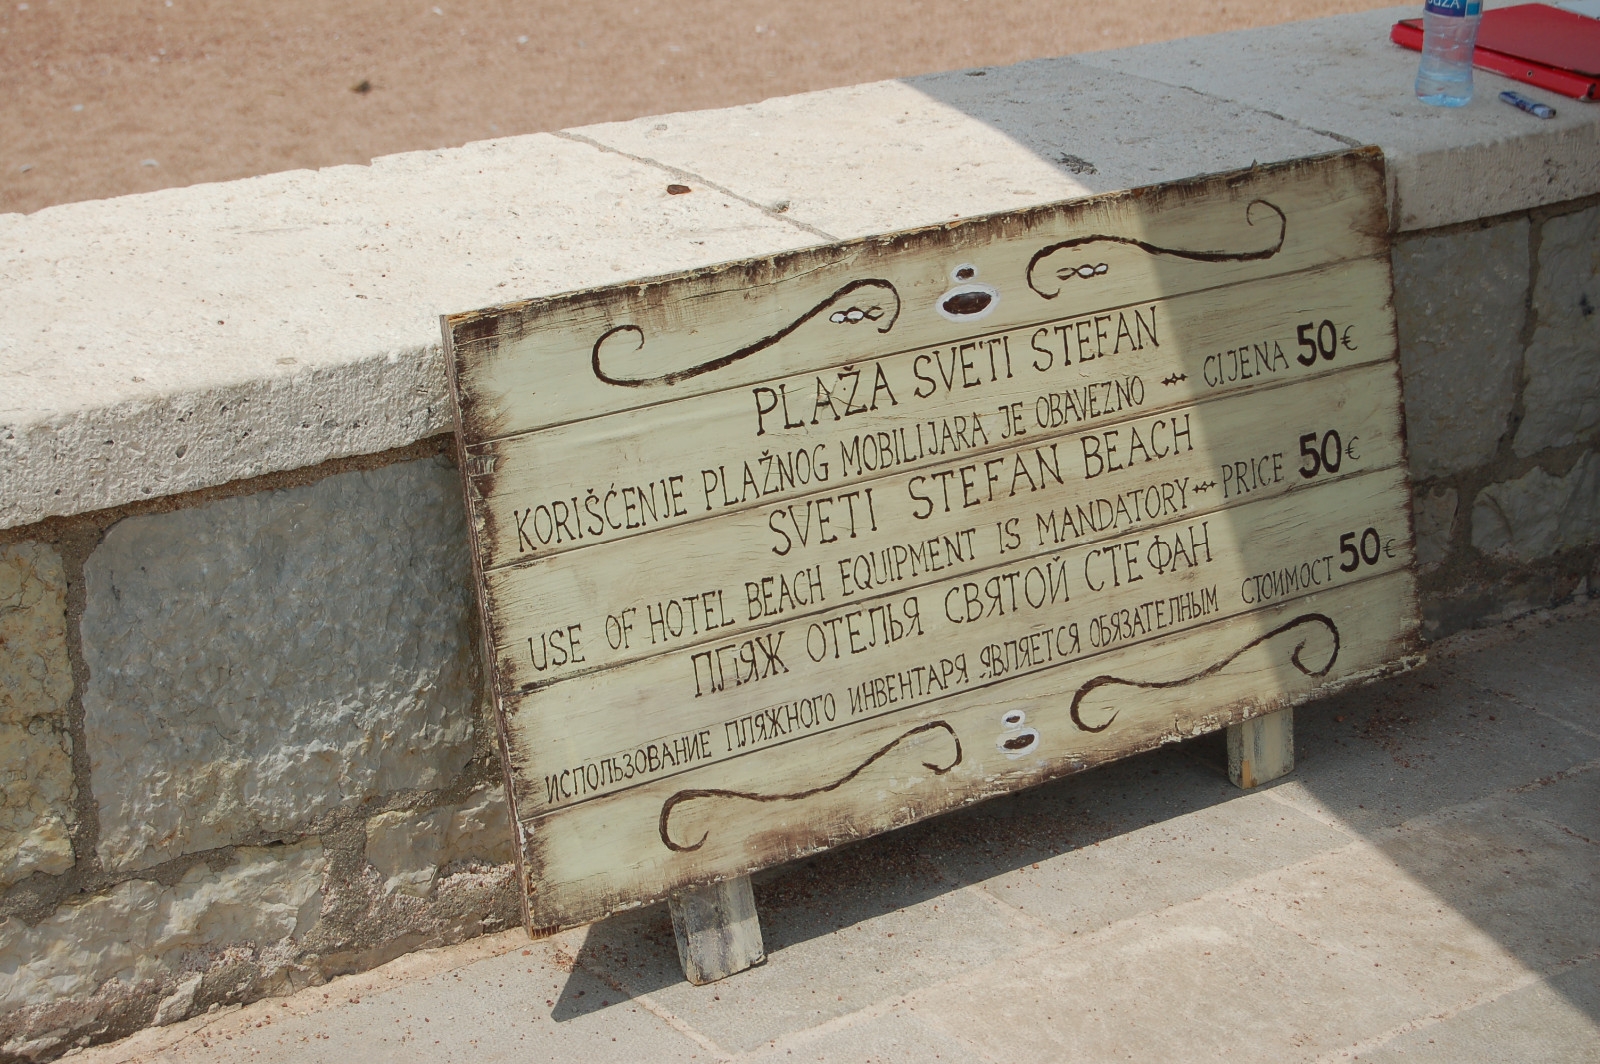 PLAŽA SVETI STEFAN
KORIŠĆENJE PLAŽNOG MOBILIJARA JE OBAVEZNO CIJENA 50€
SVETI STEFAN BEACH
USE OF HOTEL BEACH EQUIPMENT IS MANDATORY PRICE 50€
ПЛЯЖ ОТЕЛЬЯ СВЯТОЙ СТЕФАН
ИСПОЛЬЗОВАНИЕ ПЛЯЖНОГО ИНВЕНТАРЯ ЯВЛЯЕТСЯ ОБЯЗАТЕЛНЫМ СТОИМОСТ 50€